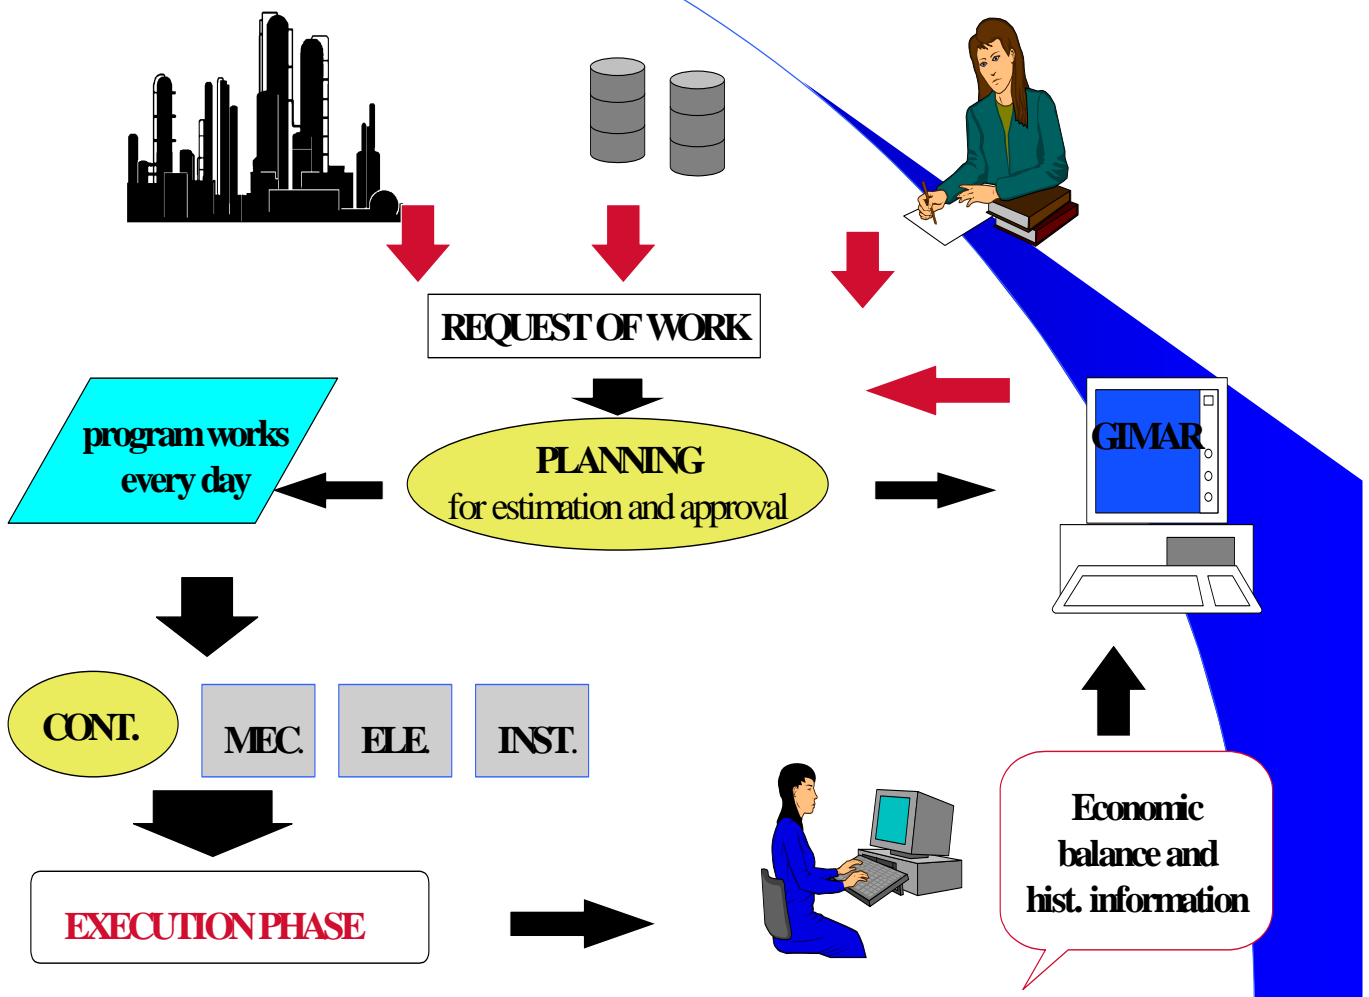 REQUEST OF WORK
program works
every day
PLANNING
for estimation and approval
GIMAR
CONT.
MEC.
ELE.
INST.
Economic
balance and
hist. information
EXECUTION PHASE